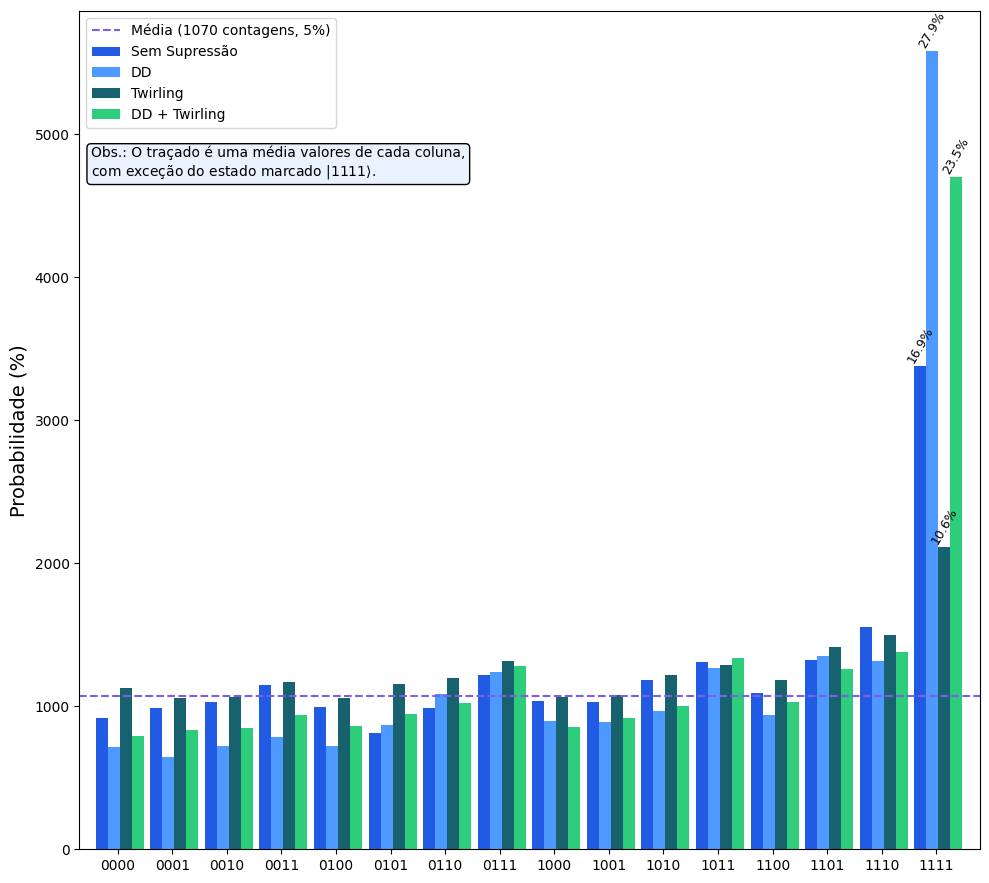 Média (1070 contagens, 5%)
Sem Supressão
DD
Twirling
DD + Twirling
Obs.: O traçado é uma média valores de cada coluna,
com exceção do estado marcado |1111⟩.
27.9%
23.5%
16.9%
10.6%
Probabilidade (%)
5000
4000
3000
2000
1000
0
0000 0001 0010 0011 0100 0101 0110 0111 1000 1001 1010 1011 1100 1101 1110 1111